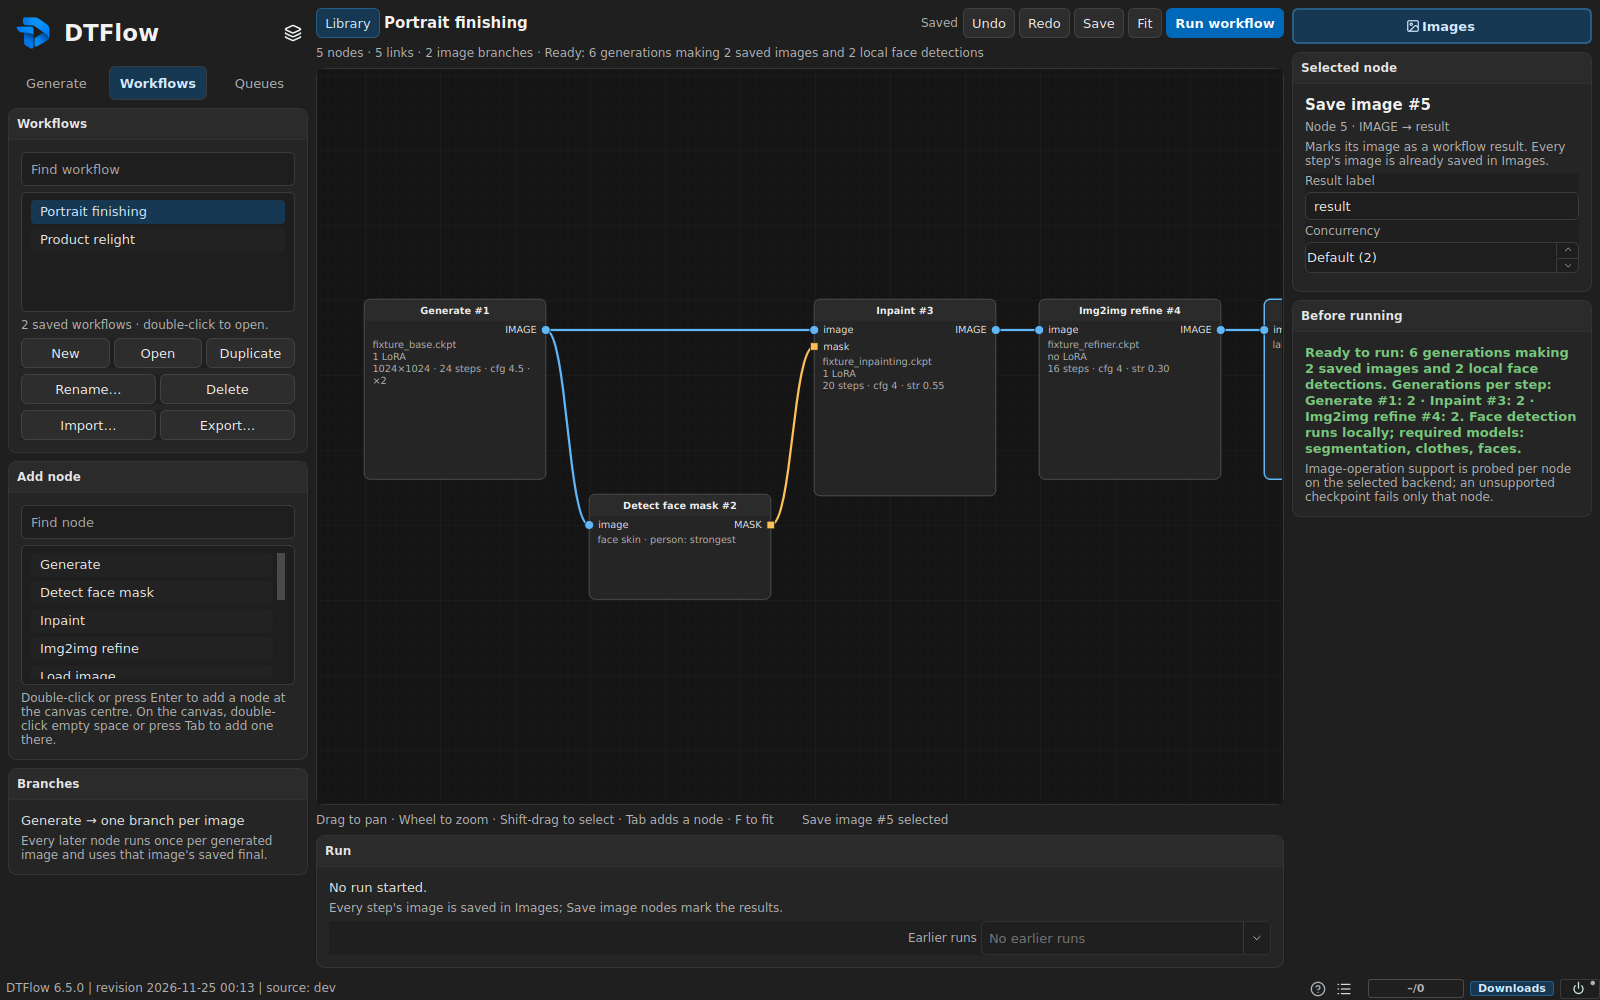 DTFlow
Generate
Workflows
Queues
Workflows
Find workflow
Portrait finishing
Product relight
2 saved workflows · double-click to open.
New
Open
Duplicate
Rename...
Delete
Import...
Export...
Add node
Find node
Generate
Detect face mask
Inpaint
Img2img refine
Load image
Double-click or press Enter to add a node at
the canvas centre. On the canvas, double-
click empty space or press Tab to add one
there.
Branches
Generate → one branch per image
Every later node runs once per generated
image and uses that image's saved final.
Library
Portrait finishing
Saved
Undo
Redo
Save
Fit
Run workflow
5 nodes · 5 links · 2 image branches · Ready: 6 generations making 2 saved images and 2 local face detections
Generate #1
IMAGE
fixture_base.ckpt
1 LoRA
1024×1024 · 24 steps · cfg 4.5 ·
×2
Detect face mask #2
image
MASK
face skin · person: strongest
Inpaint #3
image
IMAGE
mask
fixture_inpainting.ckpt
1 LoRA
20 steps · cfg 4 · str 0.55
Img2img refine #4
image
IMAGE
fixture_refiner.ckpt
no LoRA
16 steps · cfg 4 · str 0.30
Drag to pan · Wheel to zoom · Shift-drag to select · Tab adds a node · F to fit
Save image #5 selected
Run
No run started.
Every step's image is saved in Images; Save image nodes mark the results.
Earlier runs
No earlier runs
Images
Selected node
Save image #5
Node 5 · IMAGE → result
Marks its image as a workflow result. Every
step's image is already saved in Images.
Result label
result
Concurrency
Default (2)
Before running
Ready to run: 6 generations making
2 saved images and 2 local face
detections. Generations per step:
Generate #1: 2 · Inpaint #3: 2 ·
Img2img refine #4: 2. Face detection
runs locally; required models:
segmentation, clothes, faces.
Image-operation support is probed per node
on the selected backend; an unsupported
checkpoint fails only that node.
DTFlow 6.5.0 | revision 2026-11-25 00:13 | source: dev
-/0
Downloads